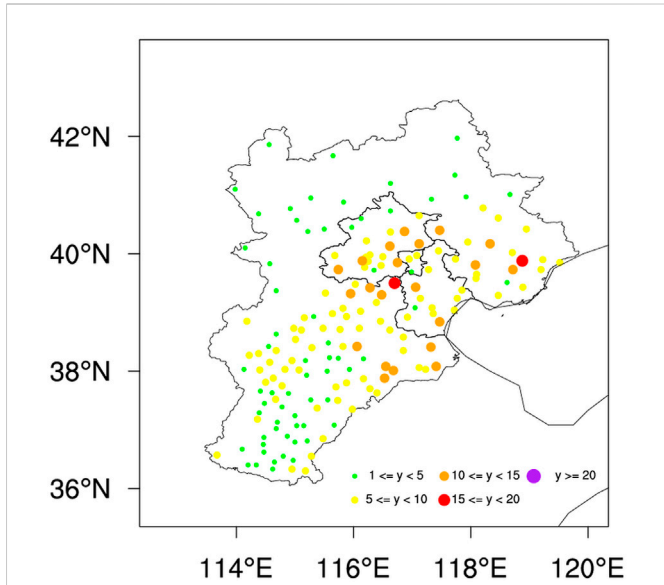 42°N
40°N
38°N
36°N
1 <= y < 5 10 <= y < 15 y >= 20
5 <= y < 10 15 <= y < 20
114°E 116°E 118°E 120°E